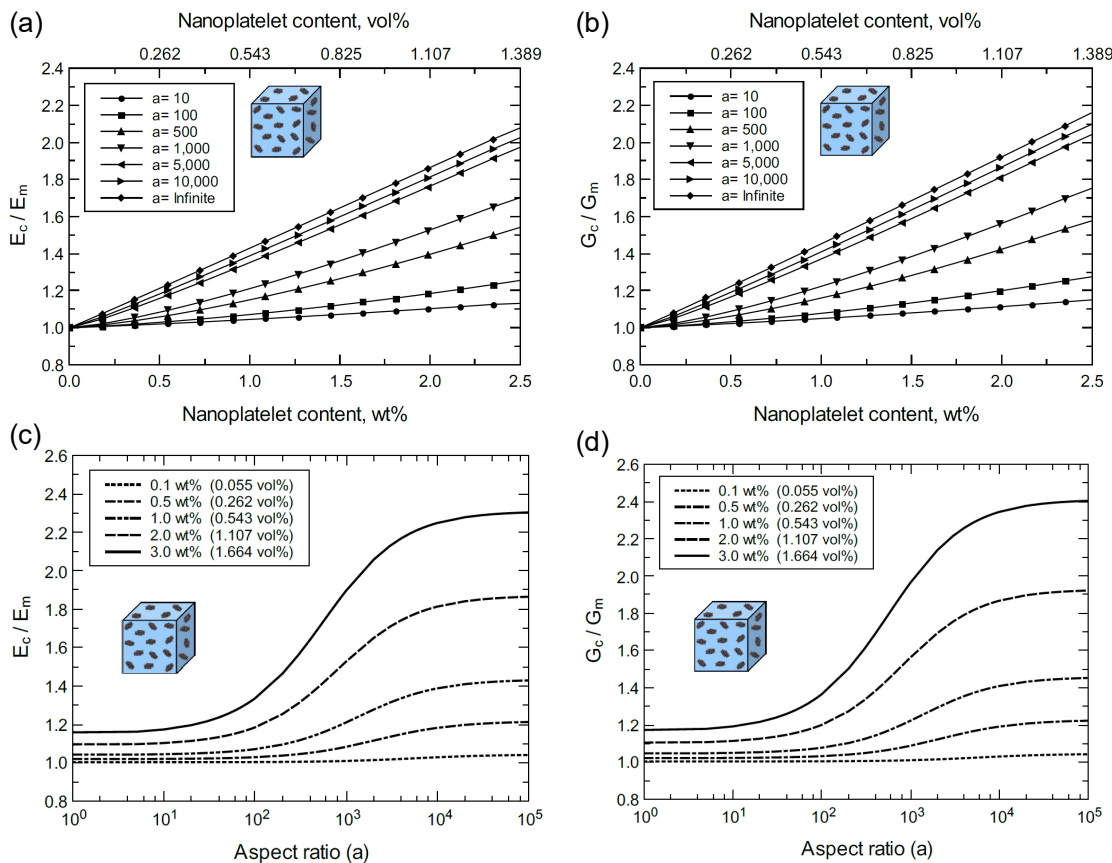 (a)
Nanoplatelet content, vol%
0.262 0.543 0.825 1.107 1.389
2.4
2.2
2.0
1.8
1.6
1.4
1.2
1.0
0.8
E_c / E_m
a= 10
a= 100
a= 500
a= 1,000
a= 5,000
a= 10,000
a= Infinite
0.0 0.5 1.0 1.5 2.0 2.5
Nanoplatelet content, wt%
(b)
Nanoplatelet content, vol%
0.262 0.543 0.825 1.107 1.389
2.4
2.2
2.0
1.8
1.6
1.4
1.2
1.0
0.8
G_c / G_m
a= 10
a= 100
a= 500
a= 1,000
a= 5,000
a= 10,000
a= Infinite
0.0 0.5 1.0 1.5 2.0 2.5
Nanoplatelet content, wt%
(c)
2.6
2.4
2.2
2.0
1.8
1.6
1.4
1.2
1.0
0.8
E_c / E_m
0.1 wt% (0.055 vol%)
0.5 wt% (0.262 vol%)
1.0 wt% (0.543 vol%)
2.0 wt% (1.107 vol%)
3.0 wt% (1.664 vol%)
10^0 10^1 10^2 10^3 10^4 10^5
Aspect ratio (a)
(d)
2.6
2.4
2.2
2.0
1.8
1.6
1.4
1.2
1.0
0.8
G_c / G_m
0.1 wt% (0.055 vol%)
0.5 wt% (0.262 vol%)
1.0 wt% (0.543 vol%)
2.0 wt% (1.107 vol%)
3.0 wt% (1.664 vol%)
10^0 10^1 10^2 10^3 10^4 10^5
Aspect ratio (a)